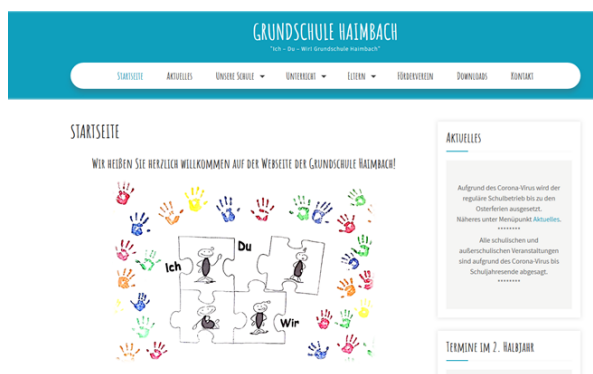 GRUNDSCHULE HAIMBACH
"Ich – Du – Wir! Grundschule Haimbach"
STARTSEITE AKTUELLES UNSERE SCHULE UNTERRICHT ELTERN FÖRDERVEREIN DOWNLOADS KONTAKT
STARTSEITE
WIR HEIßEN SIE HERZLICH WILLKOMMEN AUF DER WEBSEITE DER GRUNDSCHULE HAIMBACH!
Ich
Du
Wir
AKTUELLES
Aufgrund des Corona-Virus wird der
reguläre Schulbetrieb bis zu den
Osterferien ausgesetzt.
Näheres unter Menüpunkt Aktuelles.
********
Alle schulischen und
außerschulischen Veranstaltungen
sind aufgrund des Corona-Virus bis
Schuljahresende abgesagt.
********
TERMINE IM 2. HALBJAHR